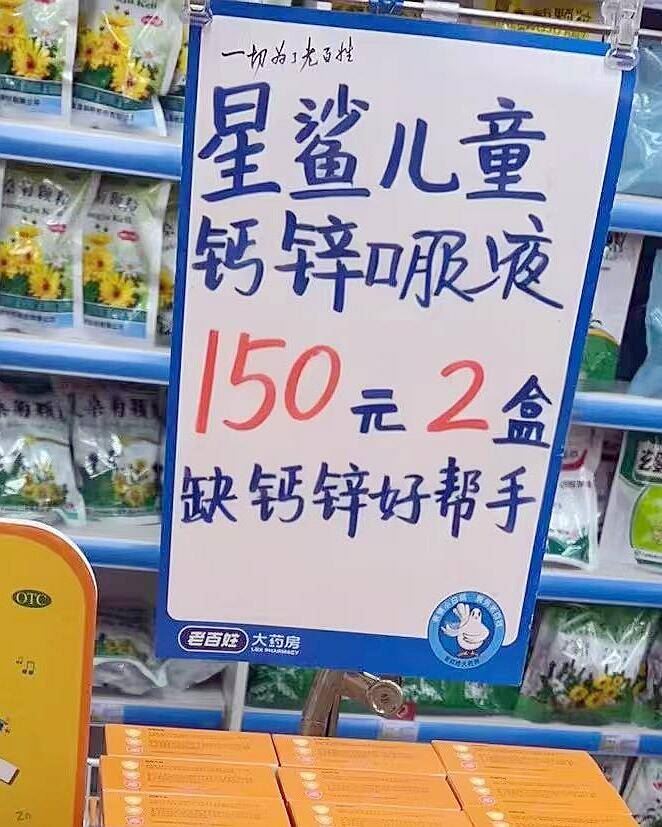 一切为了老百姓
星鲨儿童
钙锌口服液
150元2盒
缺钙锌好帮手
老百姓大药房
LBX PHARMACY
OTC
Zn